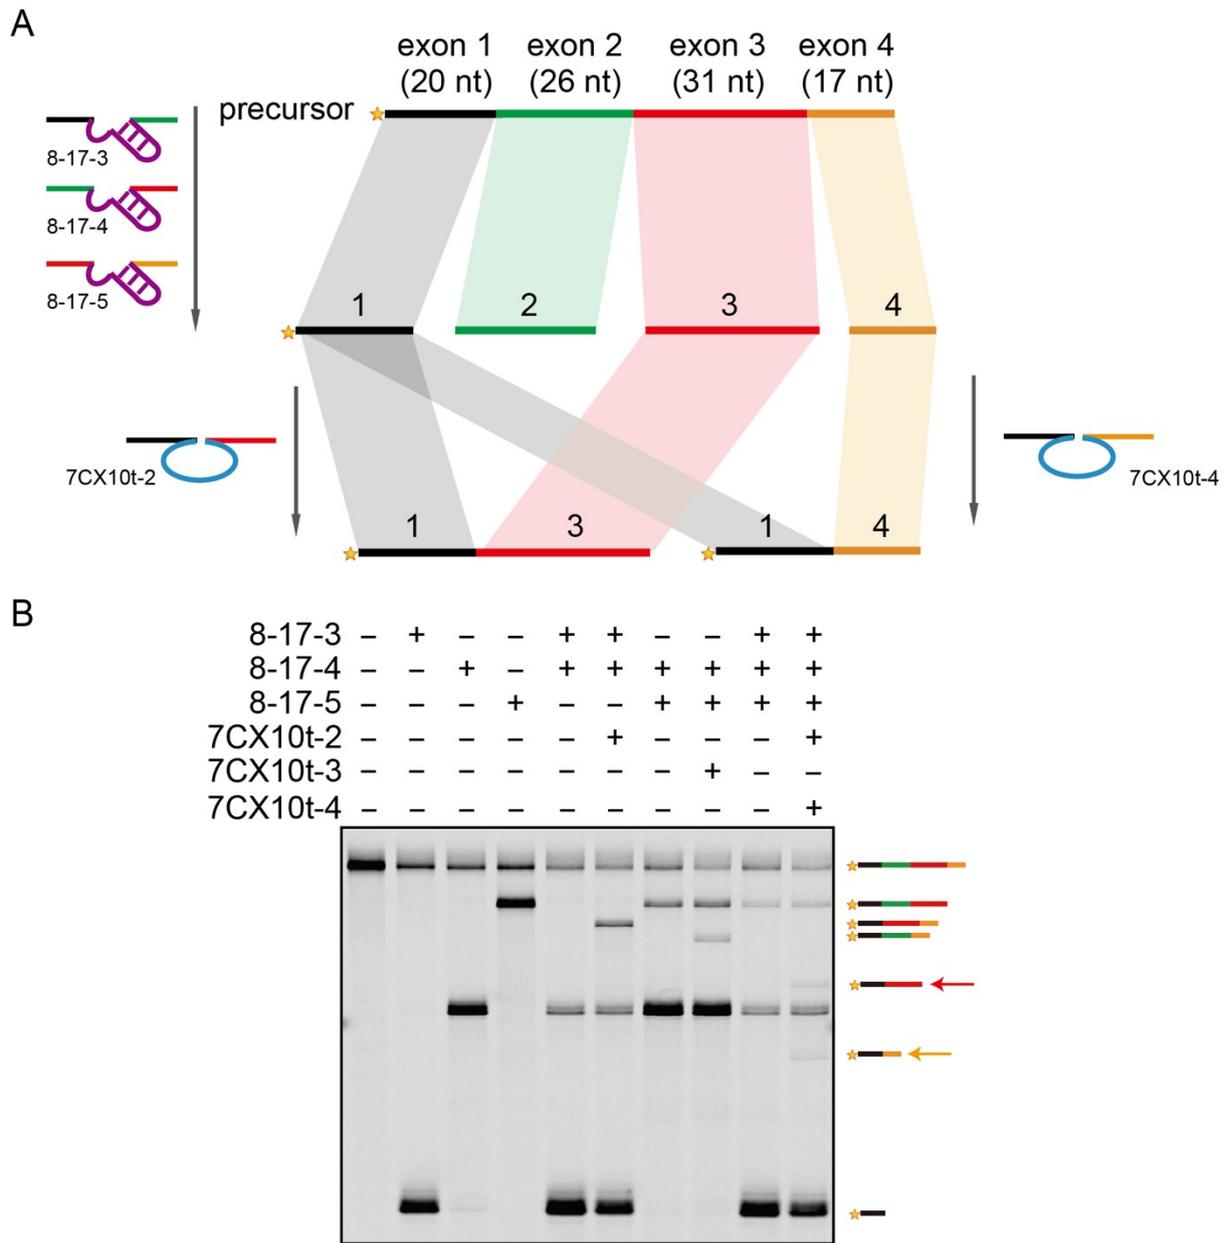 A
exon 1 exon 2 exon 3 exon 4
(20 nt) (26 nt) (31 nt) (17 nt)
precursor
8-17-3
8-17-4
8-17-5
1 2 3 4
7CX10t-2
7CX10t-4
1 3 1 4
B
8-17-3 – + – – + + – – + +
8-17-4 – – + – + + + + + +
8-17-5 – – – + – – + + + +
7CX10t-2 – – – – – + – – – +
7CX10t-3 – – – – – – – + – –
7CX10t-4 – – – – – – – – – +